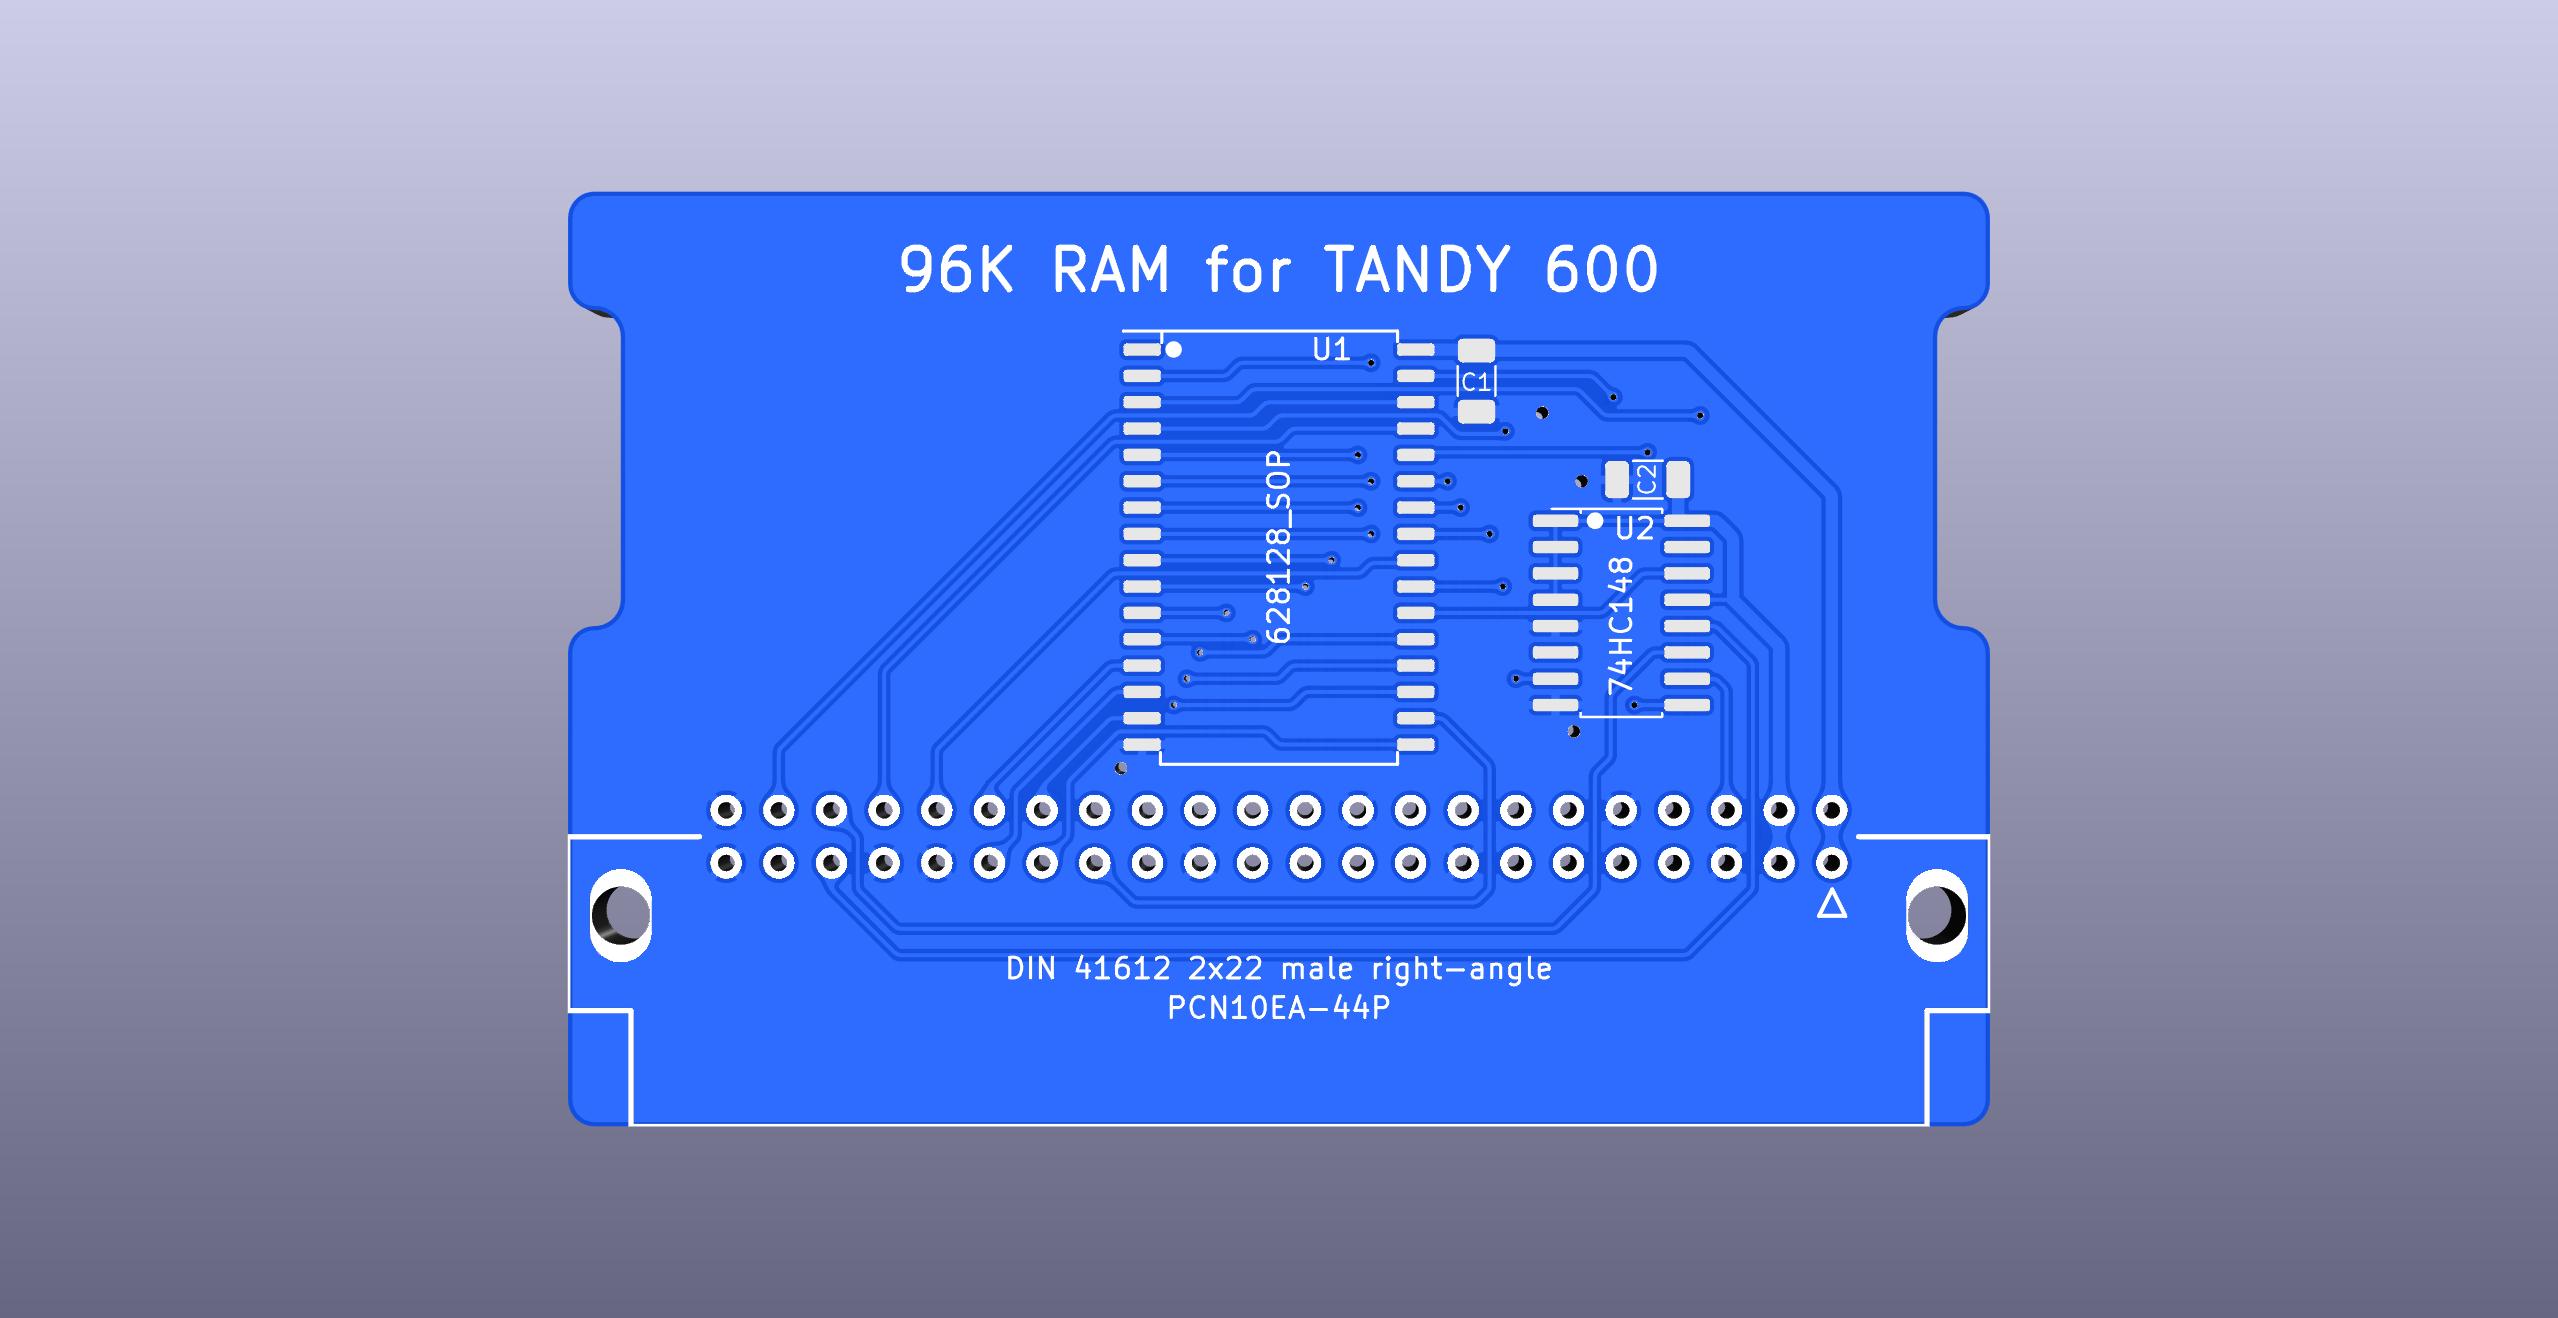 96K RAM for TANDY 600
U1
C1
C2
U2
628128_SOP
74HC148
DIN 41612 2x22 male right-angle
PCN10EA-44P